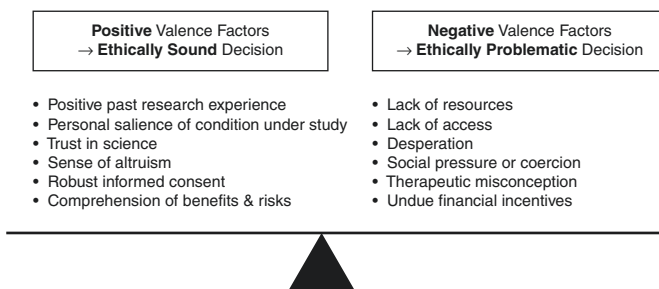 Positive Valence Factors
→ Ethically Sound Decision
• Positive past research experience
• Personal salience of condition under study
• Trust in science
• Sense of altruism
• Robust informed consent
• Comprehension of benefits & risks
Negative Valence Factors
→ Ethically Problematic Decision
• Lack of resources
• Lack of access
• Desperation
• Social pressure or coercion
• Therapeutic misconception
• Undue financial incentives